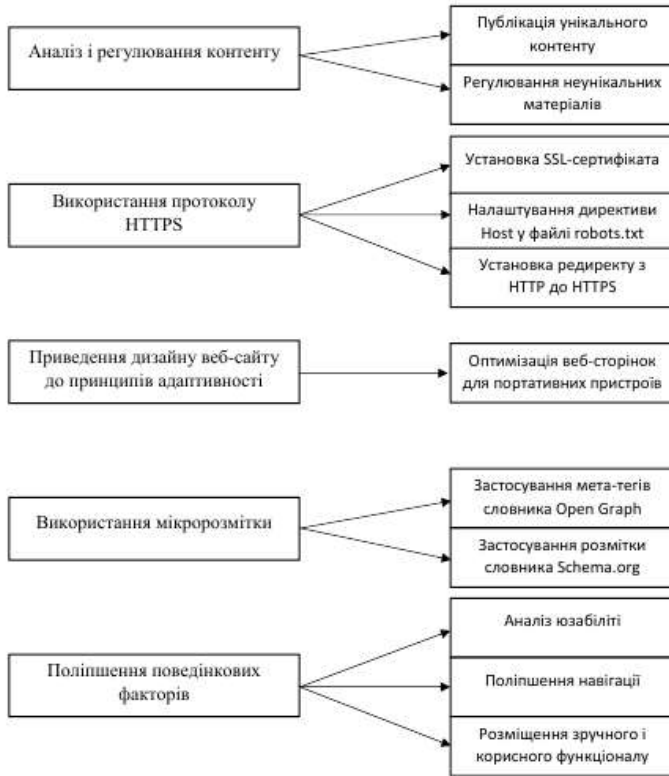 Аналіз і регулювання контенту
Публікація унікального
контенту
Регулювання неунікальних
матеріалів
Використання протоколу
HTTPS
Установка SSL-сертифіката
Налаштування директиви
Host у файлі robots.txt
Установка редиректу з
HTTP до HTTPS
Приведення дизайну веб-сайту
до принципів адаптивності
Оптимізація веб-сторінок
для портативних пристроїв
Використання мікророзмітки
Застосування мета-тегів
словника Open Graph
Застосування розмітки
словника Schema.org
Поліпшення поведінкових
факторів
Аналіз юзабіліті
Поліпшення навігації
Розміщення зручного і
корисного функціоналу